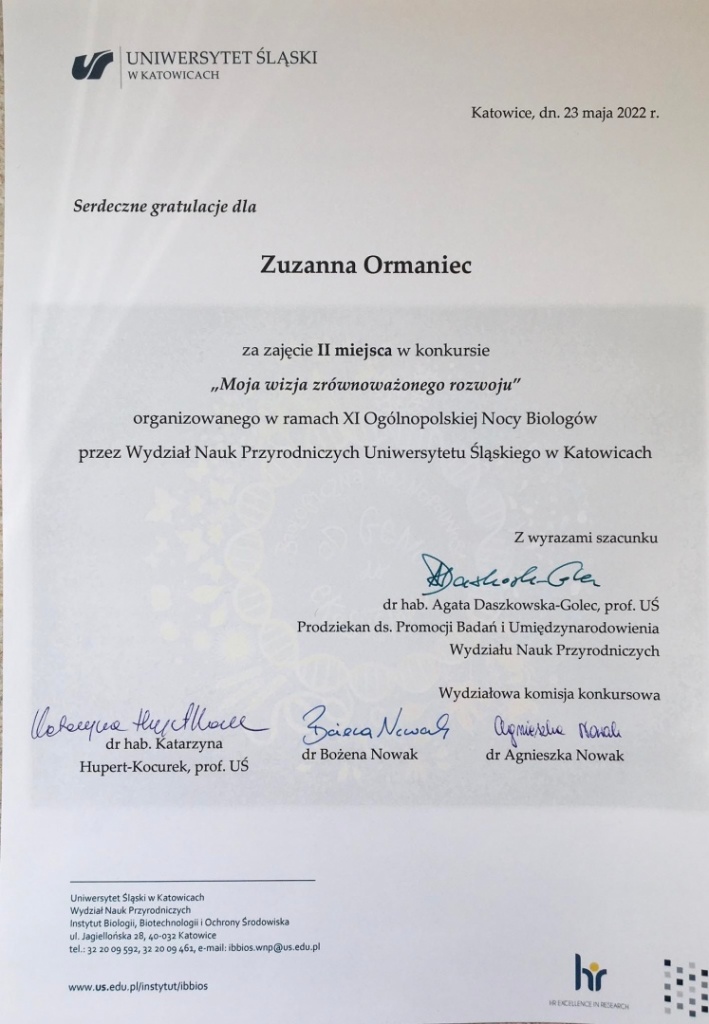 UNIWERSYTET ŚLĄSKI
W KATOWICACH
Katowice, dn. 23 maja 2022 r.
Serdeczne gratulacje dla
Zuzanna Ormaniec
za zajęcie II miejsca w konkursie
„Moja wizja zrównoważonego rozwoju”
organizowanego w ramach XI Ogólnopolskiej Nocy Biologów
przez Wydział Nauk Przyrodniczych Uniwersytetu Śląskiego w Katowicach
Z wyrazami szacunku
dr hab. Agata Daszkowska-Golec, prof. UŚ
Prodziekan ds. Promocji Badań i Umiędzynarodowienia
Wydziału Nauk Przyrodniczych
Wydziałowa komisja konkursowa
Bożena Nowak
Agnieszka Nowak
dr hab. Katarzyna
Hupert-Kocurek, prof. UŚ
dr Bożena Nowak
dr Agnieszka Nowak
Uniwersytet Śląski w Katowicach
Wydział Nauk Przyrodniczych
Instytut Biologii, Biotechnologii i Ochrony Środowiska
ul. Jagiellońska 28, 40-032 Katowice
tel.: 32 20 09 592, 32 20 09 461, e-mail: ibbios.wnp@us.edu.pl
www.us.edu.pl/instytut/ibbios
hr
HR EXCELLENCE IN RESEARCH